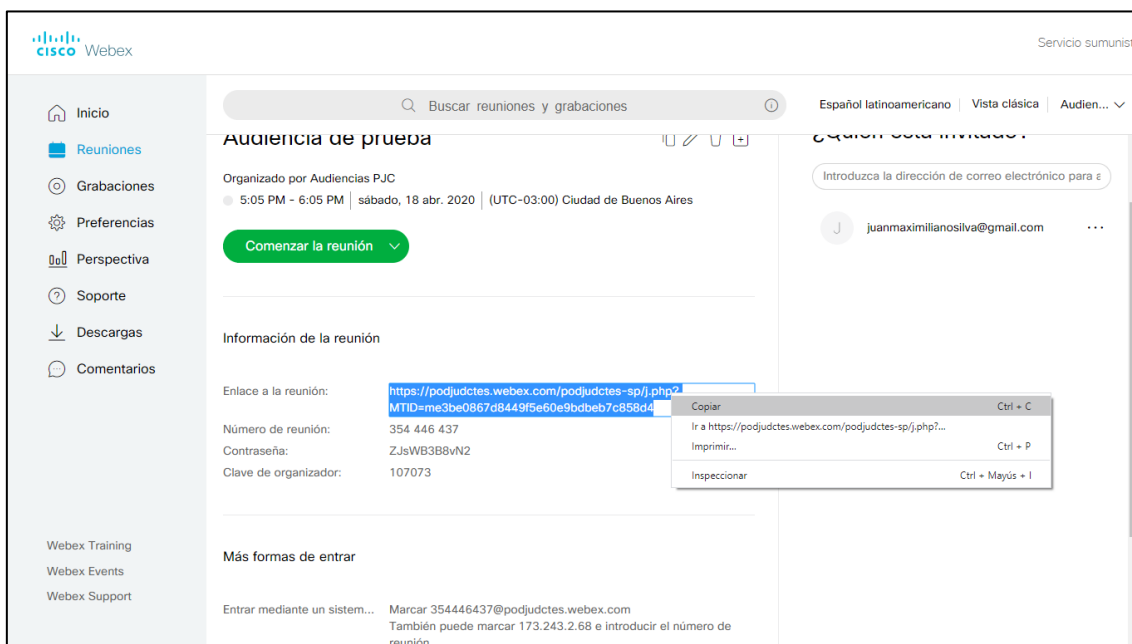 CISCO Webex
Servicio sumunist
Inicio
Reuniones
Grabaciones
Preferencias
Perspectiva
Soporte
Descargas
Comentarios
Webex Training
Webex Events
Webex Support
Buscar reuniones y grabaciones
Español latinoamericano
Vista clásica
Audien...
Audiencia de prueba
Organizado por Audiencias PJC
5:05 PM - 6:05 PM | sábado, 18 abr. 2020 | (UTC-03:00) Ciudad de Buenos Aires
Comenzar la reunión
Información de la reunión
Enlace a la reunión: https://podjudctes.webex.com/podjudctes-sp/j.php?
MTID=me3be0867d8449f5e60e9bdbeb7c858d4
Número de reunión: 354 446 437
Contraseña: ZJsWB3B8vN2
Clave de organizador: 107073
Copiar Ctrl + C
Ir a https://podjudctes.webex.com/podjudctes-sp/j.php?...
Imprimir... Ctrl + P
Inspeccionar Ctrl + Mayús + I
Más formas de entrar
Entrar mediante un sistem... Marcar 354446437@podjudctes.webex.com
También puede marcar 173.243.2.68 e introducir el número de
reunión
¿Quién está invitado?
Introduzca la dirección de correo electrónico para a
J juanmaximilianosilva@gmail.com